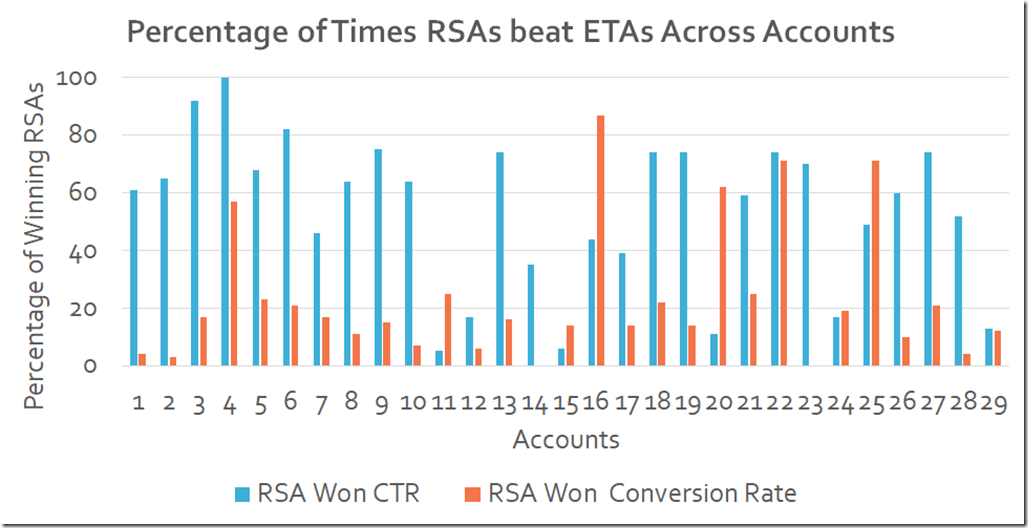 Percentage of Times RSAs beat ETAs Across Accounts
Percentage of Winning RSAs
100
80
60
40
20
0
1 2 3 4 5 6 7 8 9 10 11 12 13 14 15 16 17 18 19 20 21 22 23 24 25 26 27 28 29
Accounts
RSA Won CTR RSA Won Conversion Rate